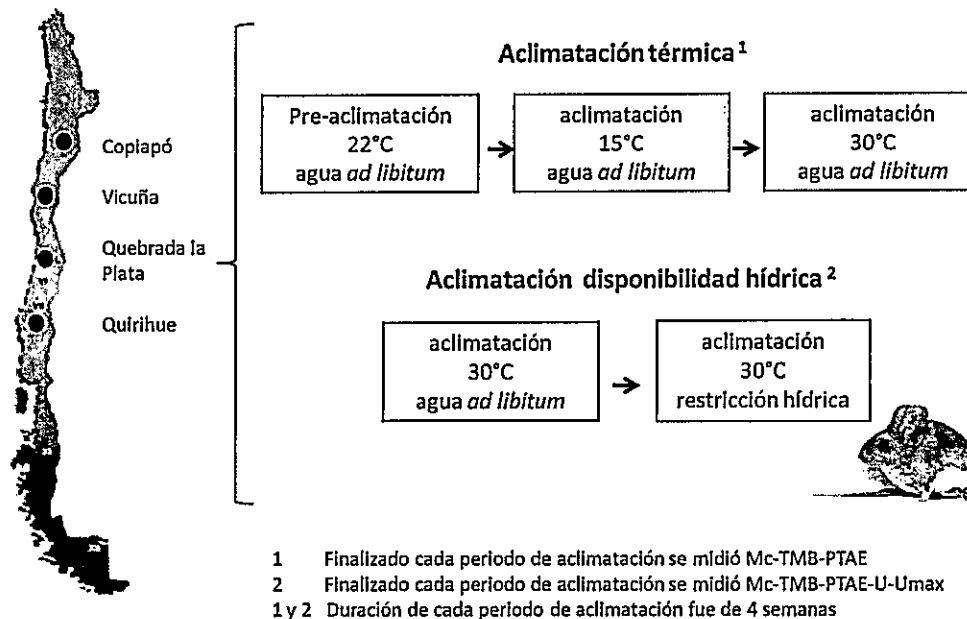 Aclimatación térmica 1
Pre-aclimatación
22°C
agua ad libitum
aclimatación
15°C
agua ad libitum
aclimatación
30°C
agua ad libitum
Copiapó
Vicuña
Quebrada la
Plata
Quirihue
Aclimatación disponibilidad hídrica 2
aclimatación
30°C
agua ad libitum
aclimatación
30°C
restricción hídrica
1 Finalizado cada periodo de aclimatación se midió Mc-TMB-PTAE
2 Finalizado cada periodo de aclimatación se midió Mc-TMB-PTAE-U-Umax
1 y 2 Duración de cada periodo de aclimatación fue de 4 semanas